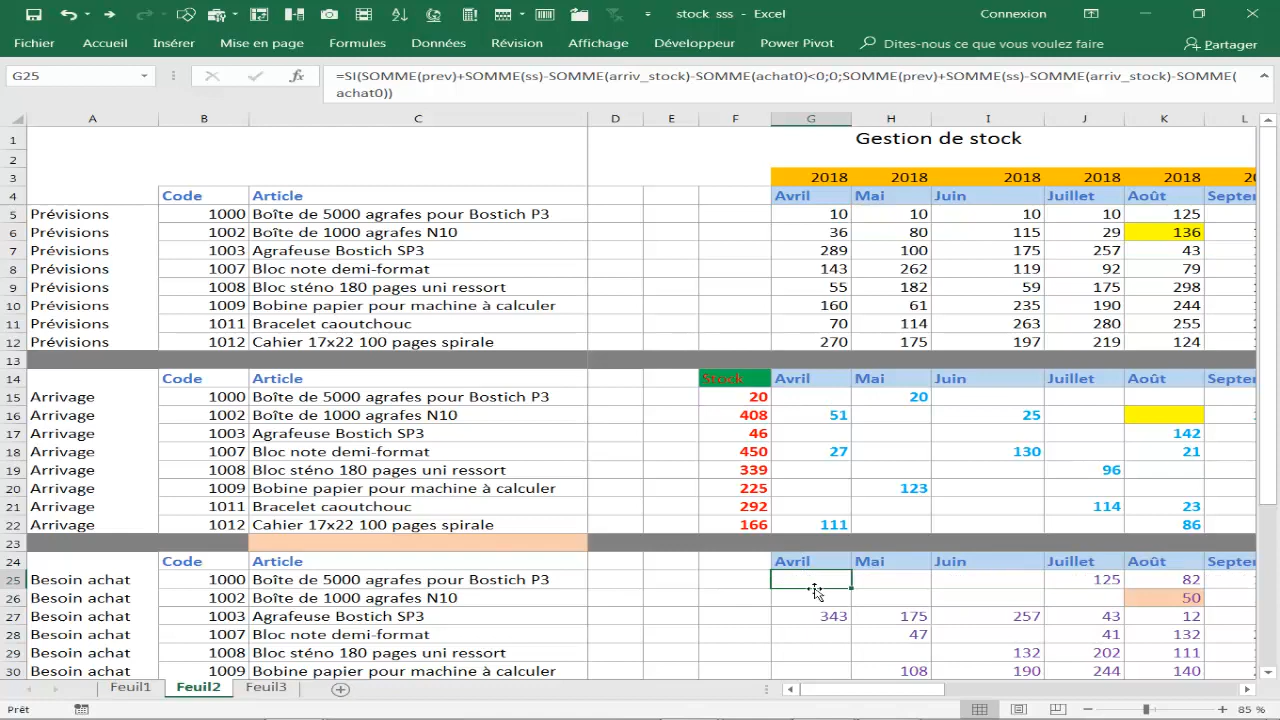 stock sss - Excel
Connexion
Fichier Accueil Insérer Mise en page Formules Données Révision Affichage Développeur Power Pivot Dites-nous ce que vous voulez faire Partager
G25 fx =SI(SOMME(prev)+SOMME(ss)-SOMME(arriv_stock)-SOMME(achat0)<0;0;SOMME(prev)+SOMME(ss)-SOMME(arriv_stock)-SOMME(
achat0))
A B C D E F G H I J K L
1 Gestion de stock
2
3 2018 2018 2018 2018 2018 20
4 Code Article Avril Mai Juin Juillet Août Septer
5 Prévisions 1000 Boîte de 5000 agrafes pour Bostich P3 10 10 10 10 125
6 Prévisions 1002 Boîte de 1000 agrafes N10 36 80 115 29 136
7 Prévisions 1003 Agrafeuse Bostich SP3 289 100 175 257 43
8 Prévisions 1007 Bloc note demi-format 143 262 119 92 79
9 Prévisions 1008 Bloc sténo 180 pages uni ressort 55 182 59 175 298
10 Prévisions 1009 Bobine papier pour machine à calculer 160 61 235 190 244
11 Prévisions 1011 Bracelet caoutchouc 70 114 263 280 255
12 Prévisions 1012 Cahier 17x22 100 pages spirale 270 175 197 219 124
13
14 Code Article Stock Avril Mai Juin Juillet Août Septer
15 Arrivage 1000 Boîte de 5000 agrafes pour Bostich P3 20 20
16 Arrivage 1002 Boîte de 1000 agrafes N10 408 51 25
17 Arrivage 1003 Agrafeuse Bostich SP3 46 142
18 Arrivage 1007 Bloc note demi-format 450 27 130 21
19 Arrivage 1008 Bloc sténo 180 pages uni ressort 339 96
20 Arrivage 1009 Bobine papier pour machine à calculer 225 123
21 Arrivage 1011 Bracelet caoutchouc 292 114 23
22 Arrivage 1012 Cahier 17x22 100 pages spirale 166 111 86
23
24 Code Article Avril Mai Juin Juillet Août Septer
25 Besoin achat 1000 Boîte de 5000 agrafes pour Bostich P3 125 82
26 Besoin achat 1002 Boîte de 1000 agrafes N10 50
27 Besoin achat 1003 Agrafeuse Bostich SP3 343 175 257 43 12
28 Besoin achat 1007 Bloc note demi-format 47 41 132
29 Besoin achat 1008 Bloc sténo 180 pages uni ressort 132 202 111
30 Besoin achat 1009 Bobine papier pour machine à calculer 108 190 244 140
Feuil1 Feuil2 Feuil3
Prêt 85 %